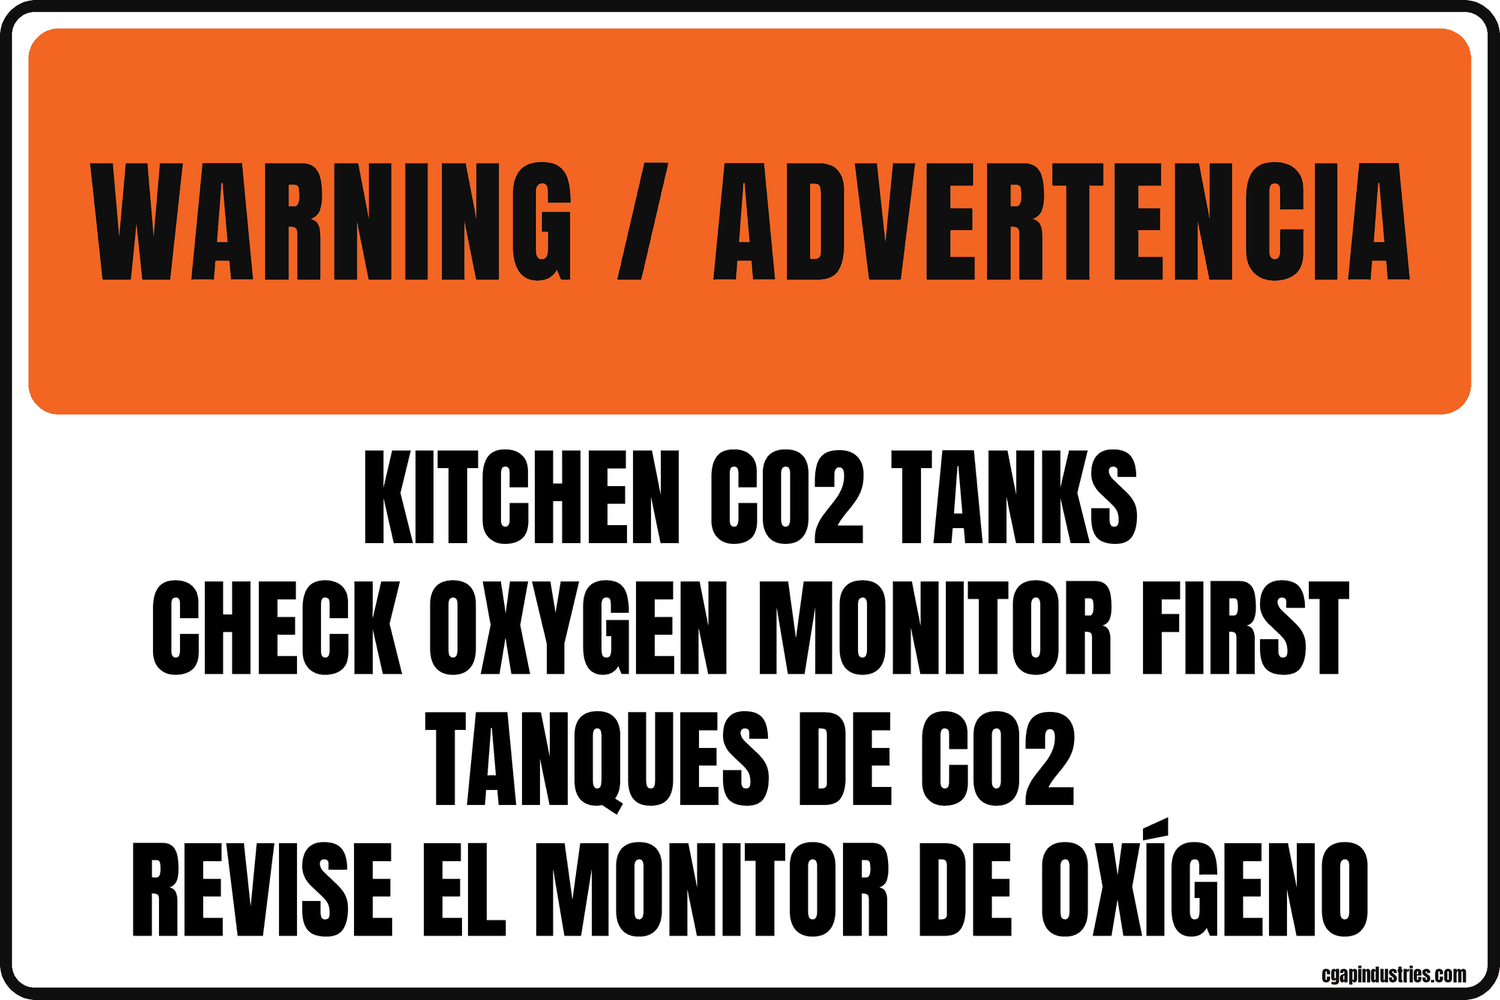 WARNING / ADVERTENCIA
KITCHEN CO2 TANKS
CHECK OXYGEN MONITOR FIRST
TANQUES DE CO2
REVISE EL MONITOR DE OXÍGENO
cgapindustries.com